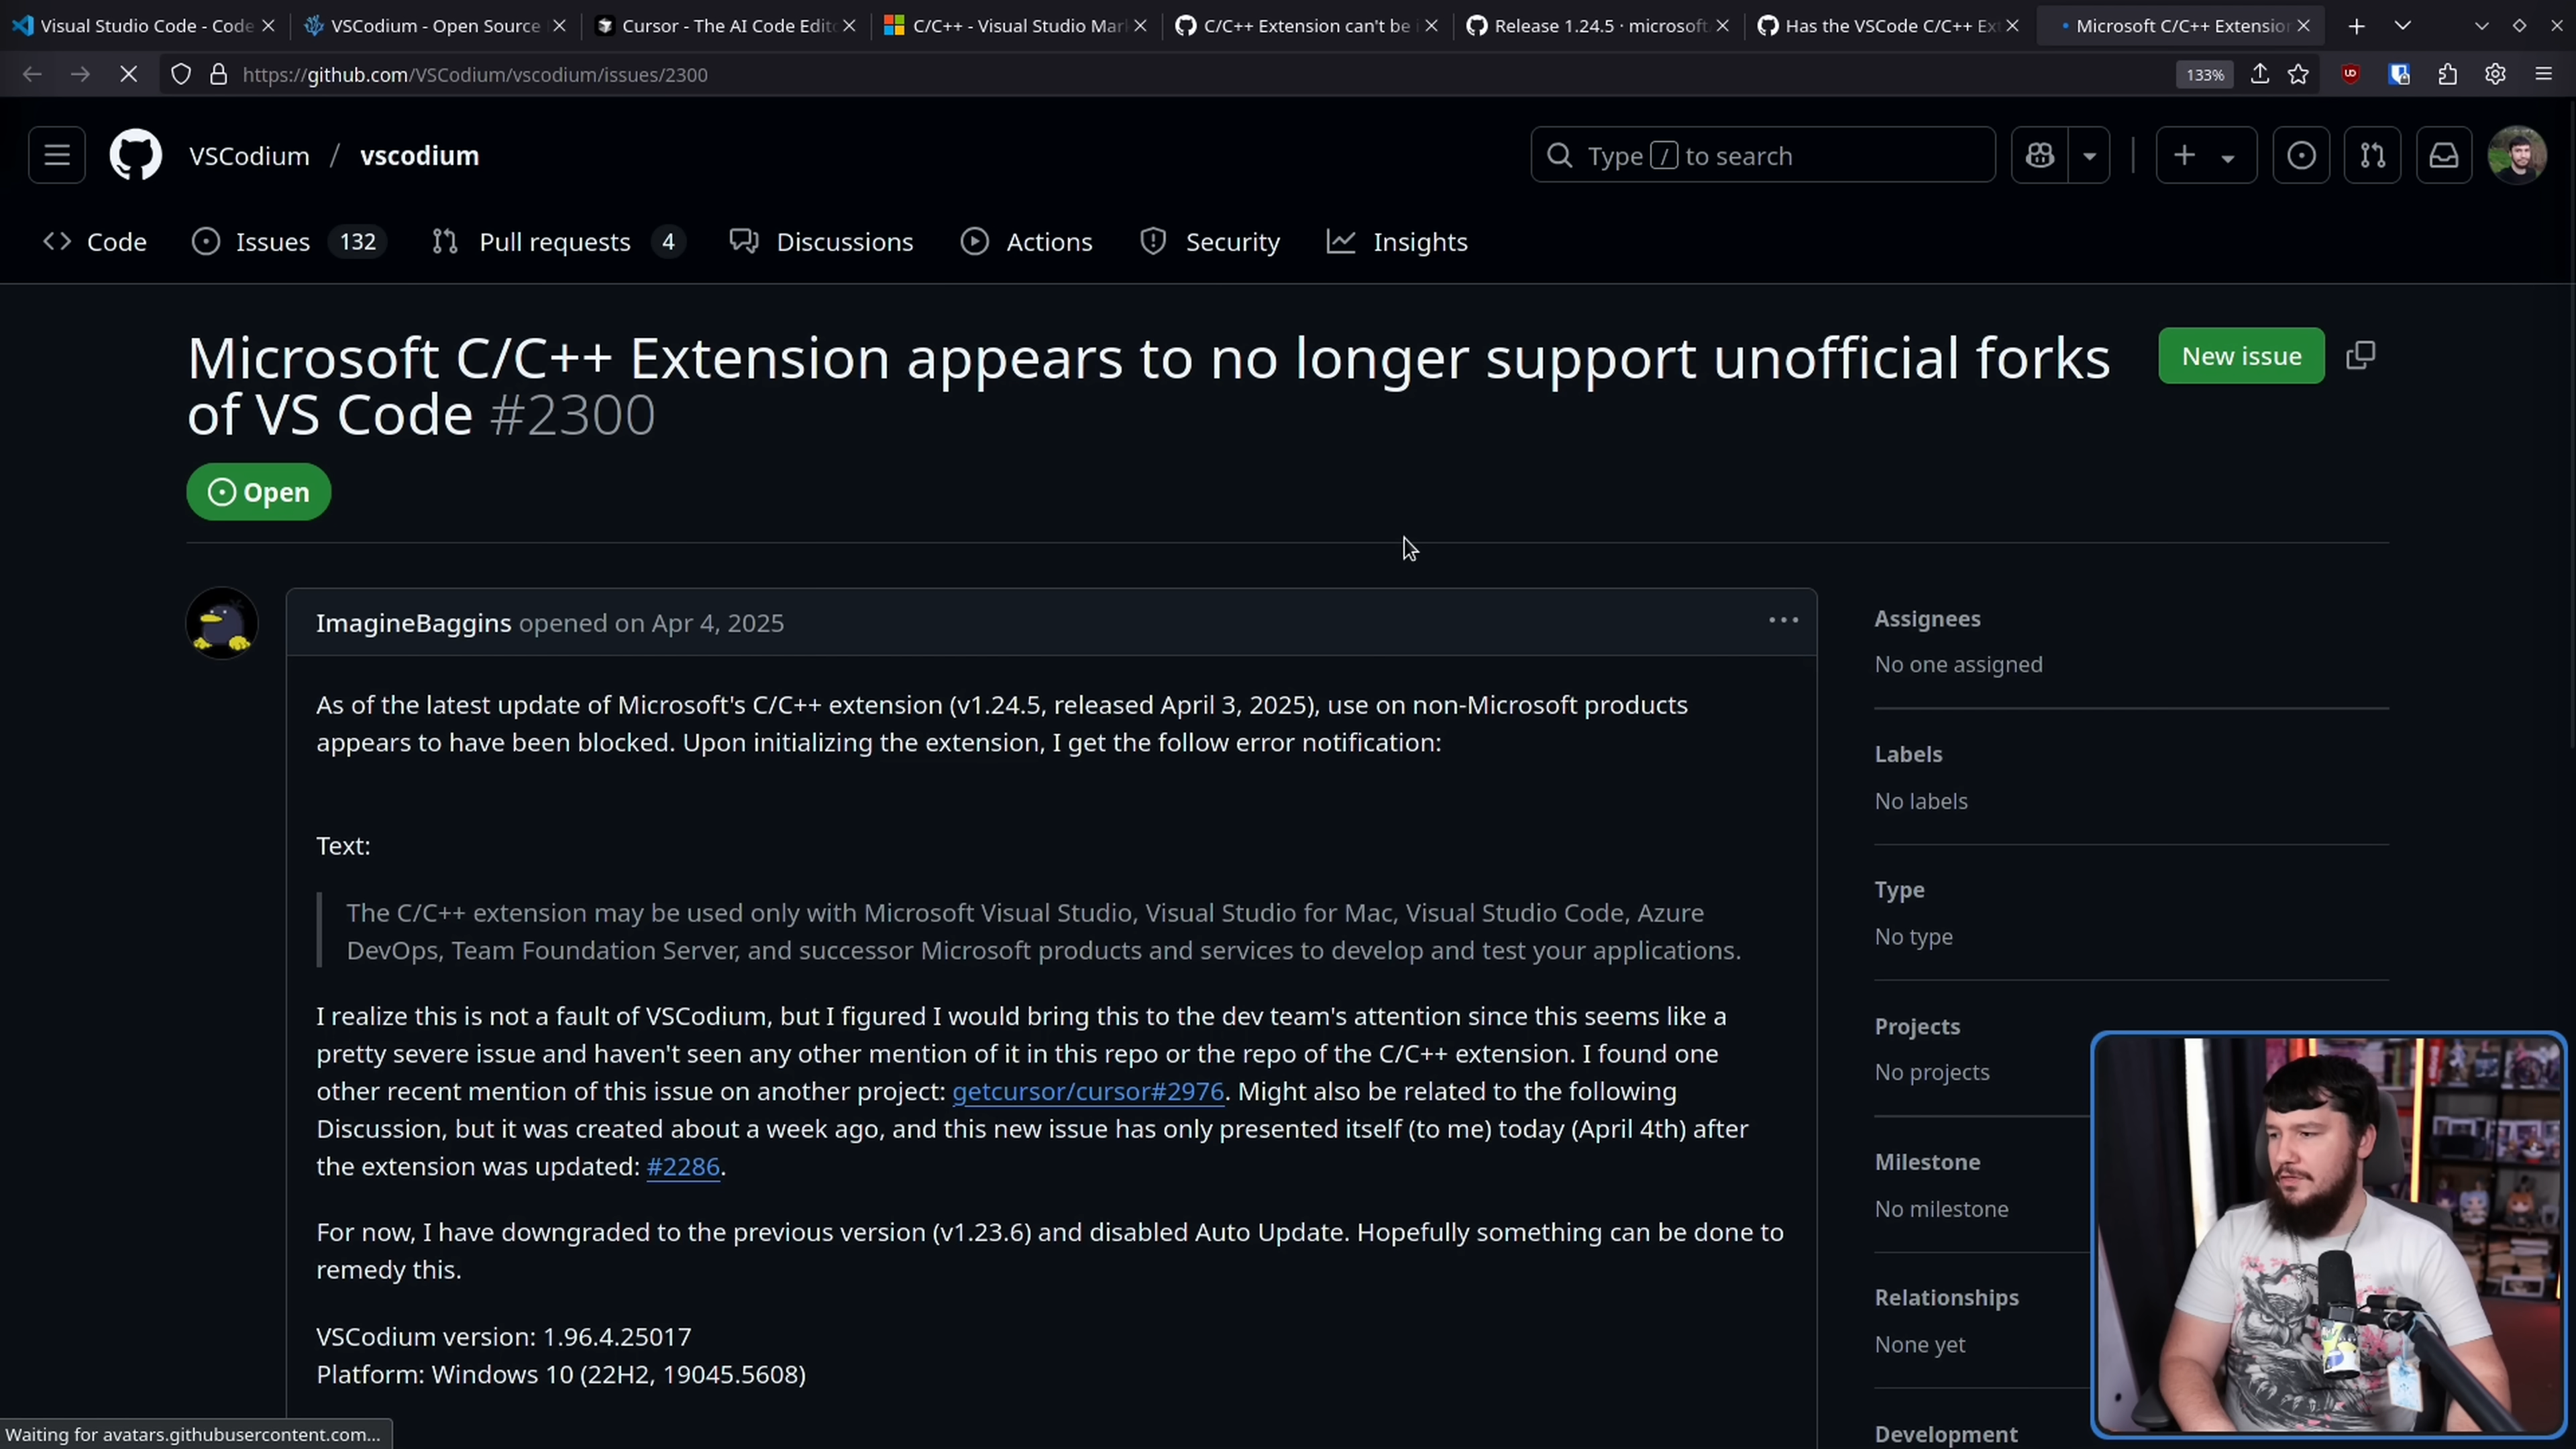 Visual Studio Code - Code
VSCodium - Open Source
Cursor - The AI Code Edito
C/C++ - Visual Studio Mark
C/C++ Extension can't be
Release 1.24.5 · microsoft
Has the VSCode C/C++ Ex
Microsoft C/C++ Extension
https://github.com/VSCodium/vscodium/issues/2300
133%
VSCodium / vscodium
Type / to search
Code
Issues 132
Pull requests 4
Discussions
Actions
Security
Insights
Microsoft C/C++ Extension appears to no longer support unofficial forks
of VS Code #2300
New issue
Open
ImagineBaggins opened on Apr 4, 2025
As of the latest update of Microsoft's C/C++ extension (v1.24.5, released April 3, 2025), use on non-Microsoft products
appears to have been blocked. Upon initializing the extension, I get the follow error notification:
Text:
The C/C++ extension may be used only with Microsoft Visual Studio, Visual Studio for Mac, Visual Studio Code, Azure
DevOps, Team Foundation Server, and successor Microsoft products and services to develop and test your applications.
I realize this is not a fault of VSCodium, but I figured I would bring this to the dev team's attention since this seems like a
pretty severe issue and haven't seen any other mention of it in this repo or the repo of the C/C++ extension. I found one
other recent mention of this issue on another project: getcursor/cursor#2976. Might also be related to the following
Discussion, but it was created about a week ago, and this new issue has only presented itself (to me) today (April 4th) after
the extension was updated: #2286.
For now, I have downgraded to the previous version (v1.23.6) and disabled Auto Update. Hopefully something can be done to
remedy this.
VSCodium version: 1.96.4.25017
Platform: Windows 10 (22H2, 19045.5608)
Assignees
No one assigned
Labels
No labels
Type
No type
Projects
No projects
Milestone
No milestone
Relationships
None yet
Development
Waiting for avatars.githubusercontent.com...